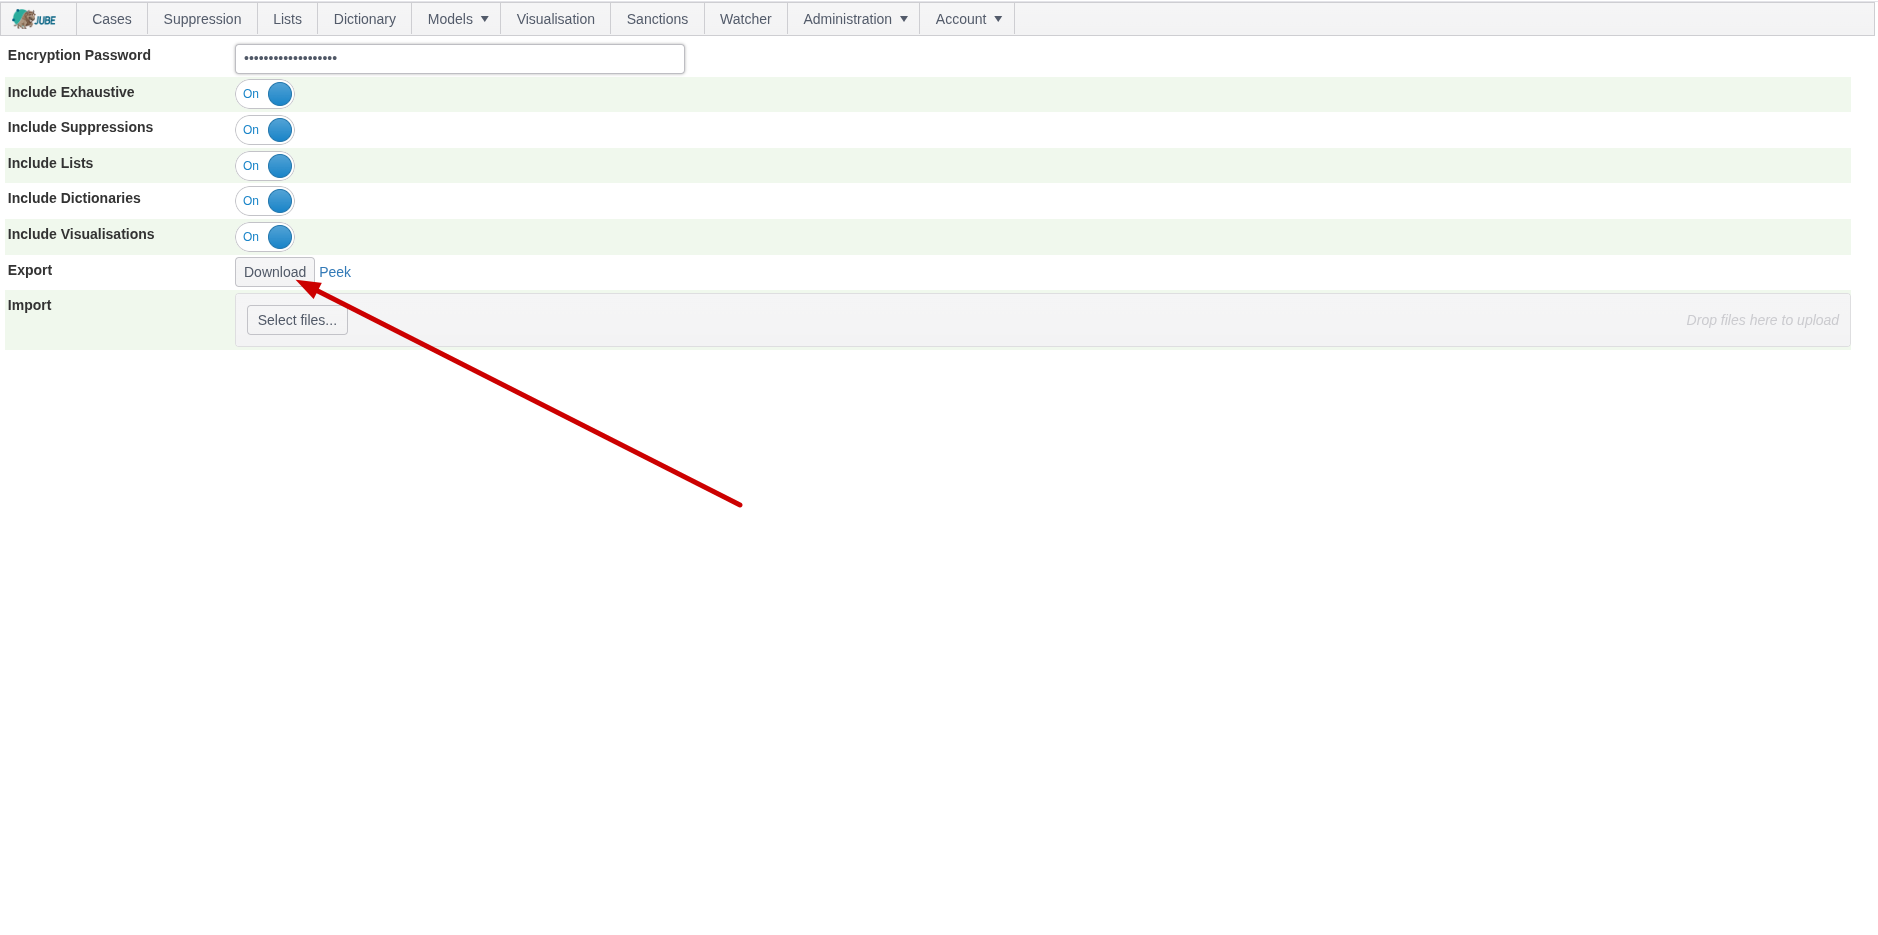 JUBE Cases Suppression Lists Dictionary Models Visualisation Sanctions Watcher Administration Account
Encryption Password •••••••••••••••••••
Include Exhaustive On
Include Suppressions On
Include Lists On
Include Dictionaries On
Include Visualisations On
Export Download Peek
Import Select files... Drop files here to upload